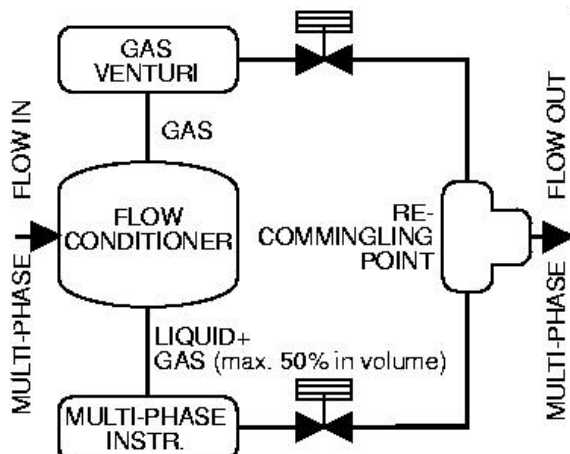 GAS
VENTURI
GAS
MULTI-PHASE FLOW IN
FLOW
CONDITIONER
RE-
COMMINGLING
POINT
MULTI-PHASE FLOW OUT
LIQUID+
GAS (max. 50% in volume)
MULTI-PHASE
INSTR.